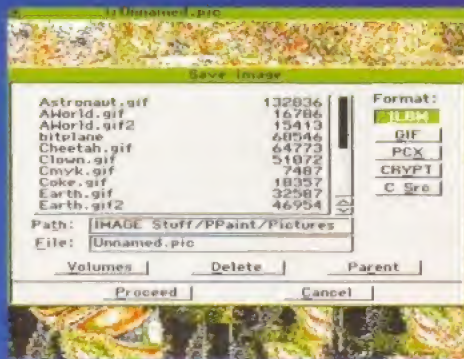 1:Unnamed.pic
Save Image
Astronaut.gif 132836
AWorld.gif 16786
AWorld.gif2 15413
bitplane 68546
Cheetah.gif 64773
Clown.gif 51072
Cmyk.gif 7487
Coke.gif 18357
Earth.gif 32587
Earth.gif2 46954
Format:
ILBM
GIF
PCX
CRYPT
C Src
Path: IMAGE Stuff/PPaint/Pictures
File: Unnamed.pic
Volumes Delete Parent
Proceed Cancel